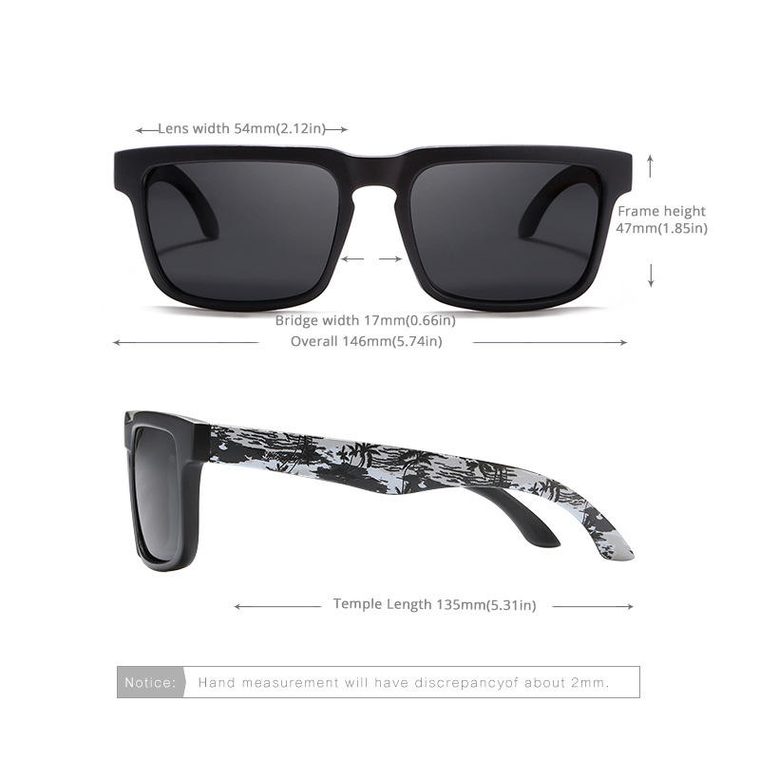 Lens width 54mm(2.12in)
Frame height
47mm(1.85in)
Bridge width 17mm(0.66in)
Overall 146mm(5.74in)
Temple Length 135mm(5.31in)
Notice: Hand measurement will have discrepancyof about 2mm.